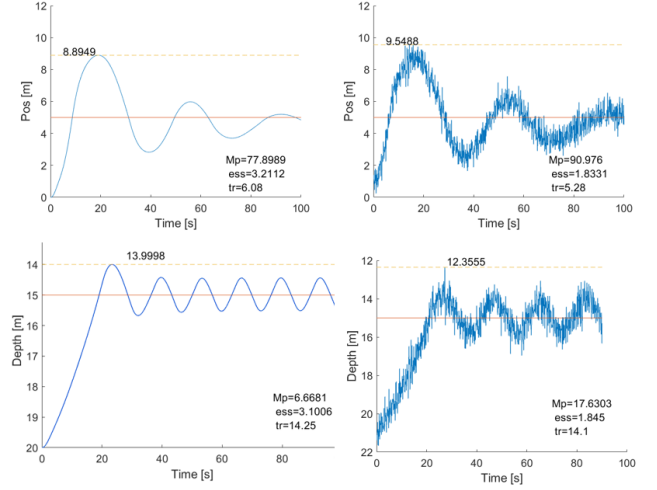 12
10
8
6
4
2
0
Pos [m]
8.8949
Mp=77.8989
ess=3.2112
tr=6.08
0 20 40 60 80 100
Time [s]
12
10
8
6
4
2
0
Pos [m]
9.5488
Mp=90.976
ess=1.8331
tr=5.28
0 20 40 60 80 100
Time [s]
14
15
16
17
18
19
20
Depth [m]
13.9998
Mp=6.6681
ess=3.1006
tr=14.25
0 20 40 60 80
Time [s]
12
14
16
18
20
22
Depth [m]
12.3555
Mp=17.6303
ess=1.845
tr=14.1
0 20 40 60 80 100
Time [s]